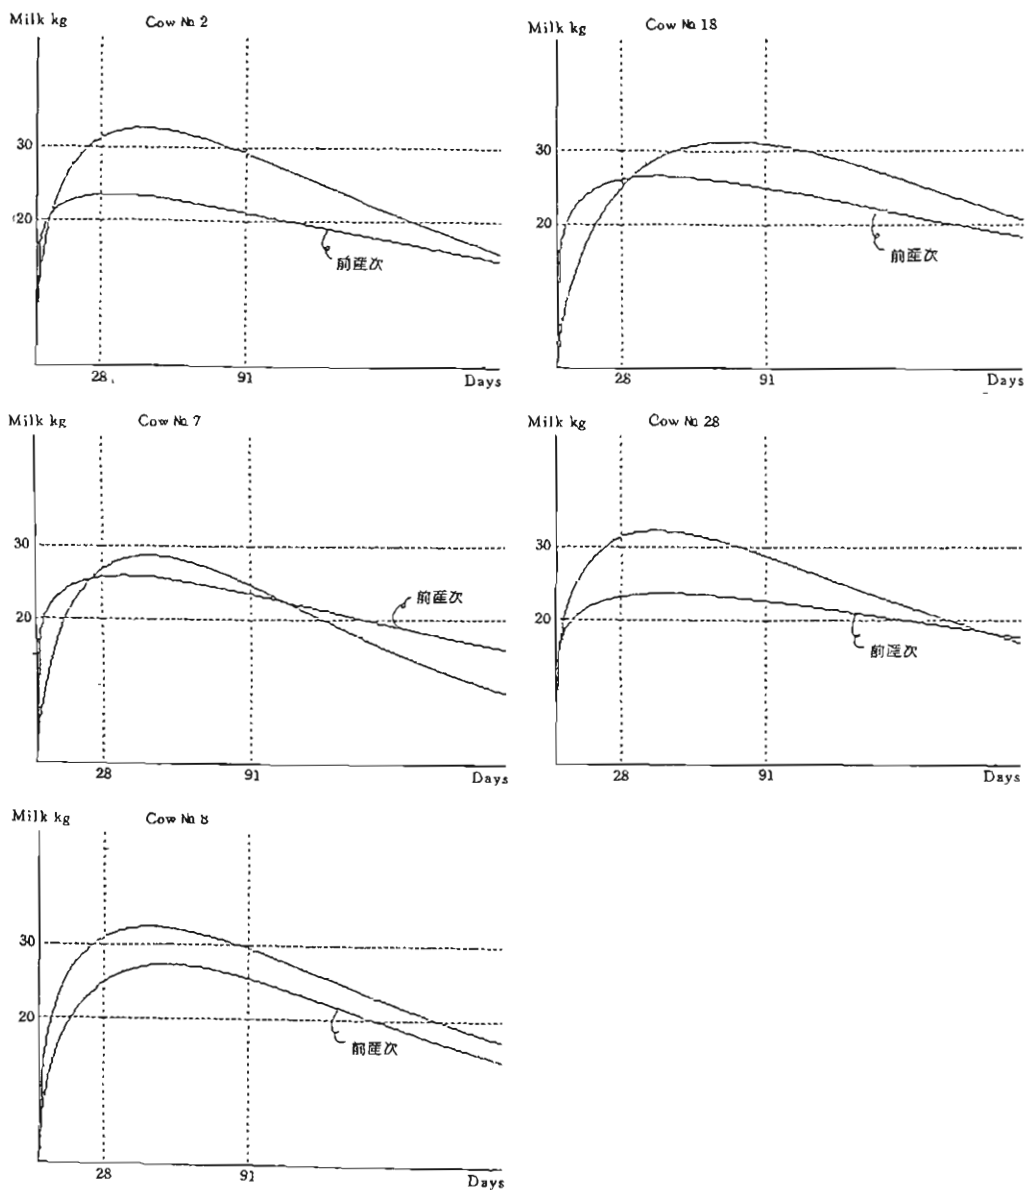 Milk kg
Cow № 2
30
20
前産次
28
91
Days
Milk kg
Cow № 18
30
20
前産次
28
91
Days
Milk kg
Cow № 7
30
20
前産次
28
91
Days
Milk kg
Cow № 28
30
20
前産次
28
91
Days
Milk kg
Cow № 8
30
20
前産次
28
91
Days